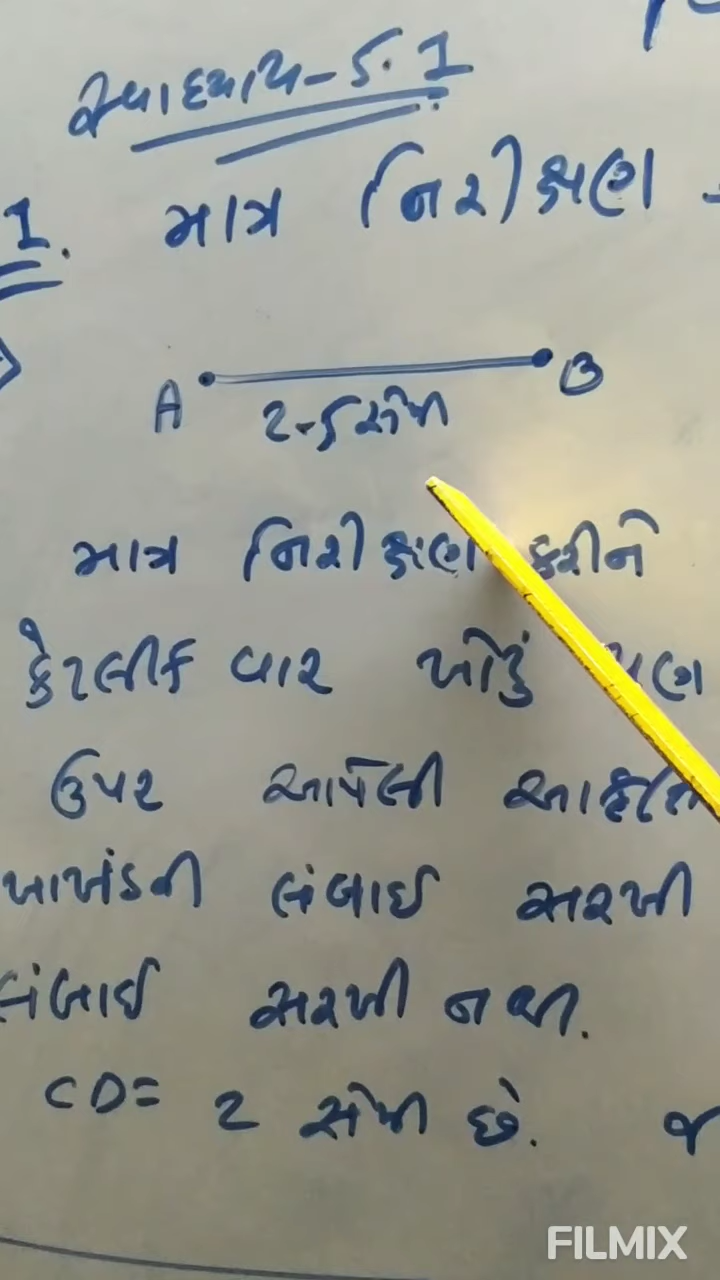 સ્વાધ્યાય-5.1
1. માત્ર નિરીક્ષણ
A B
2.5 સેમી
માત્ર નિરીક્ષણ કરીને
કેટલીક વાર ખોટું પણ
ઉપર આપેલી આકૃતિ
ખાખંડની લંબાઈ સરખી
લંબાઈ સરખી નથી.
CD= 2 સેમી છે. જ
FILMIX